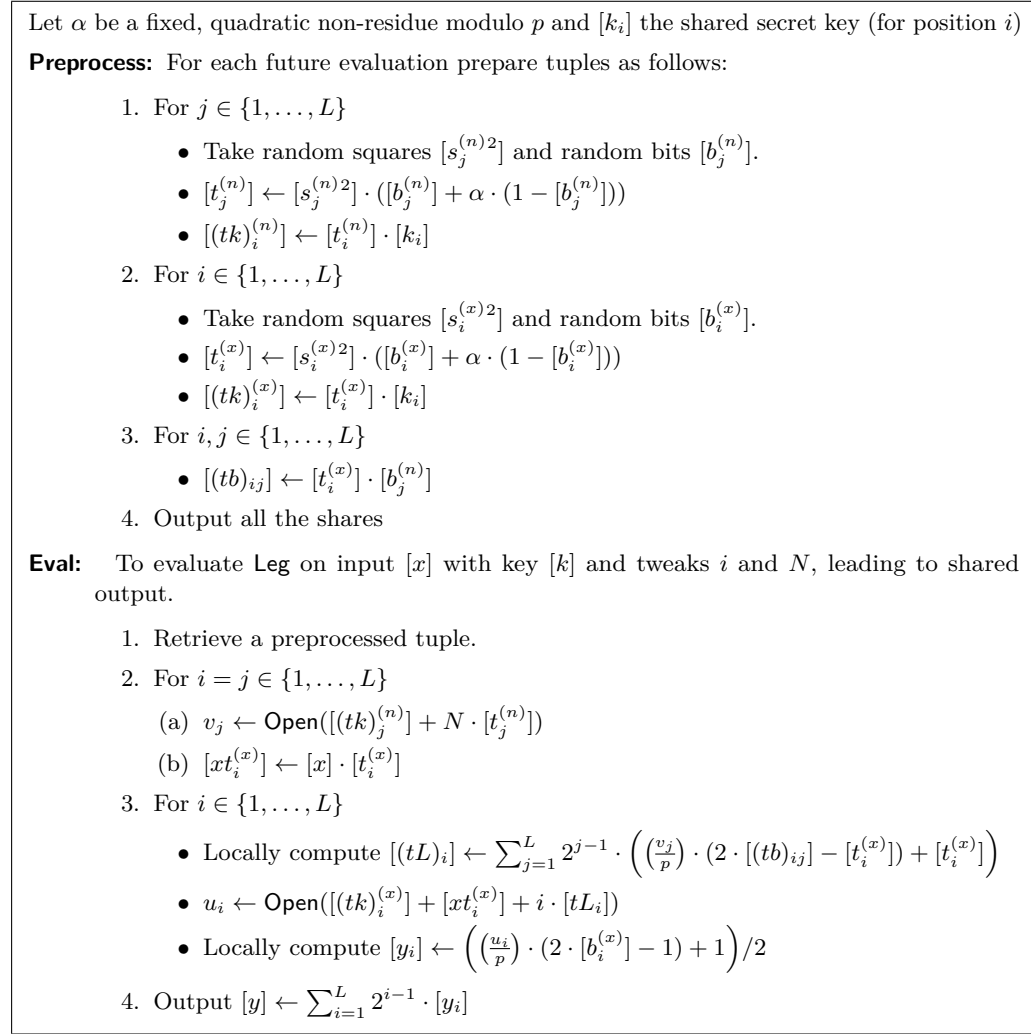 Let α be a fixed, quadratic non-residue modulo p and [k_i] the shared secret key (for position i)
Preprocess: For each future evaluation prepare tuples as follows:
1. For j ∈ {1, …, L}
• Take random squares [s_j^{(n)2}] and random bits [b_j^{(n)}].
• [t_j^{(n)}] ← [s_j^{(n)2}] · ([b_j^{(n)}] + α · (1 − [b_j^{(n)}]))
• [(tk)_i^{(n)}] ← [t_i^{(n)}] · [k_i]
2. For i ∈ {1, …, L}
• Take random squares [s_i^{(x)2}] and random bits [b_i^{(x)}].
• [t_i^{(x)}] ← [s_i^{(x)2}] · ([b_i^{(x)}] + α · (1 − [b_i^{(x)}]))
• [(tk)_i^{(x)}] ← [t_i^{(x)}] · [k_i]
3. For i, j ∈ {1, …, L}
• [(tb)_{ij}] ← [t_i^{(x)}] · [b_j^{(n)}]
4. Output all the shares
Eval: To evaluate Leg on input [x] with key [k] and tweaks i and N, leading to shared
output.
1. Retrieve a preprocessed tuple.
2. For i = j ∈ {1, …, L}
(a) v_j ← Open([(tk)_j^{(n)}] + N · [t_j^{(n)}])
(b) [xt_i^{(x)}] ← [x] · [t_i^{(x)}]
3. For i ∈ {1, …, L}
• Locally compute [(tL)_i] ← ∑_{j=1}^{L} 2^{j−1} · ((v_j/p) · (2 · [(tb)_{ij}] − [t_i^{(x)}]) + [t_i^{(x)}])
• u_i ← Open([(tk)_i^{(x)}] + [xt_i^{(x)}] + i · [tL_i])
• Locally compute [y_i] ← ((u_i/p) · (2 · [b_i^{(x)}] − 1) + 1)/2
4. Output [y] ← ∑_{i=1}^{L} 2^{i−1} · [y_i]